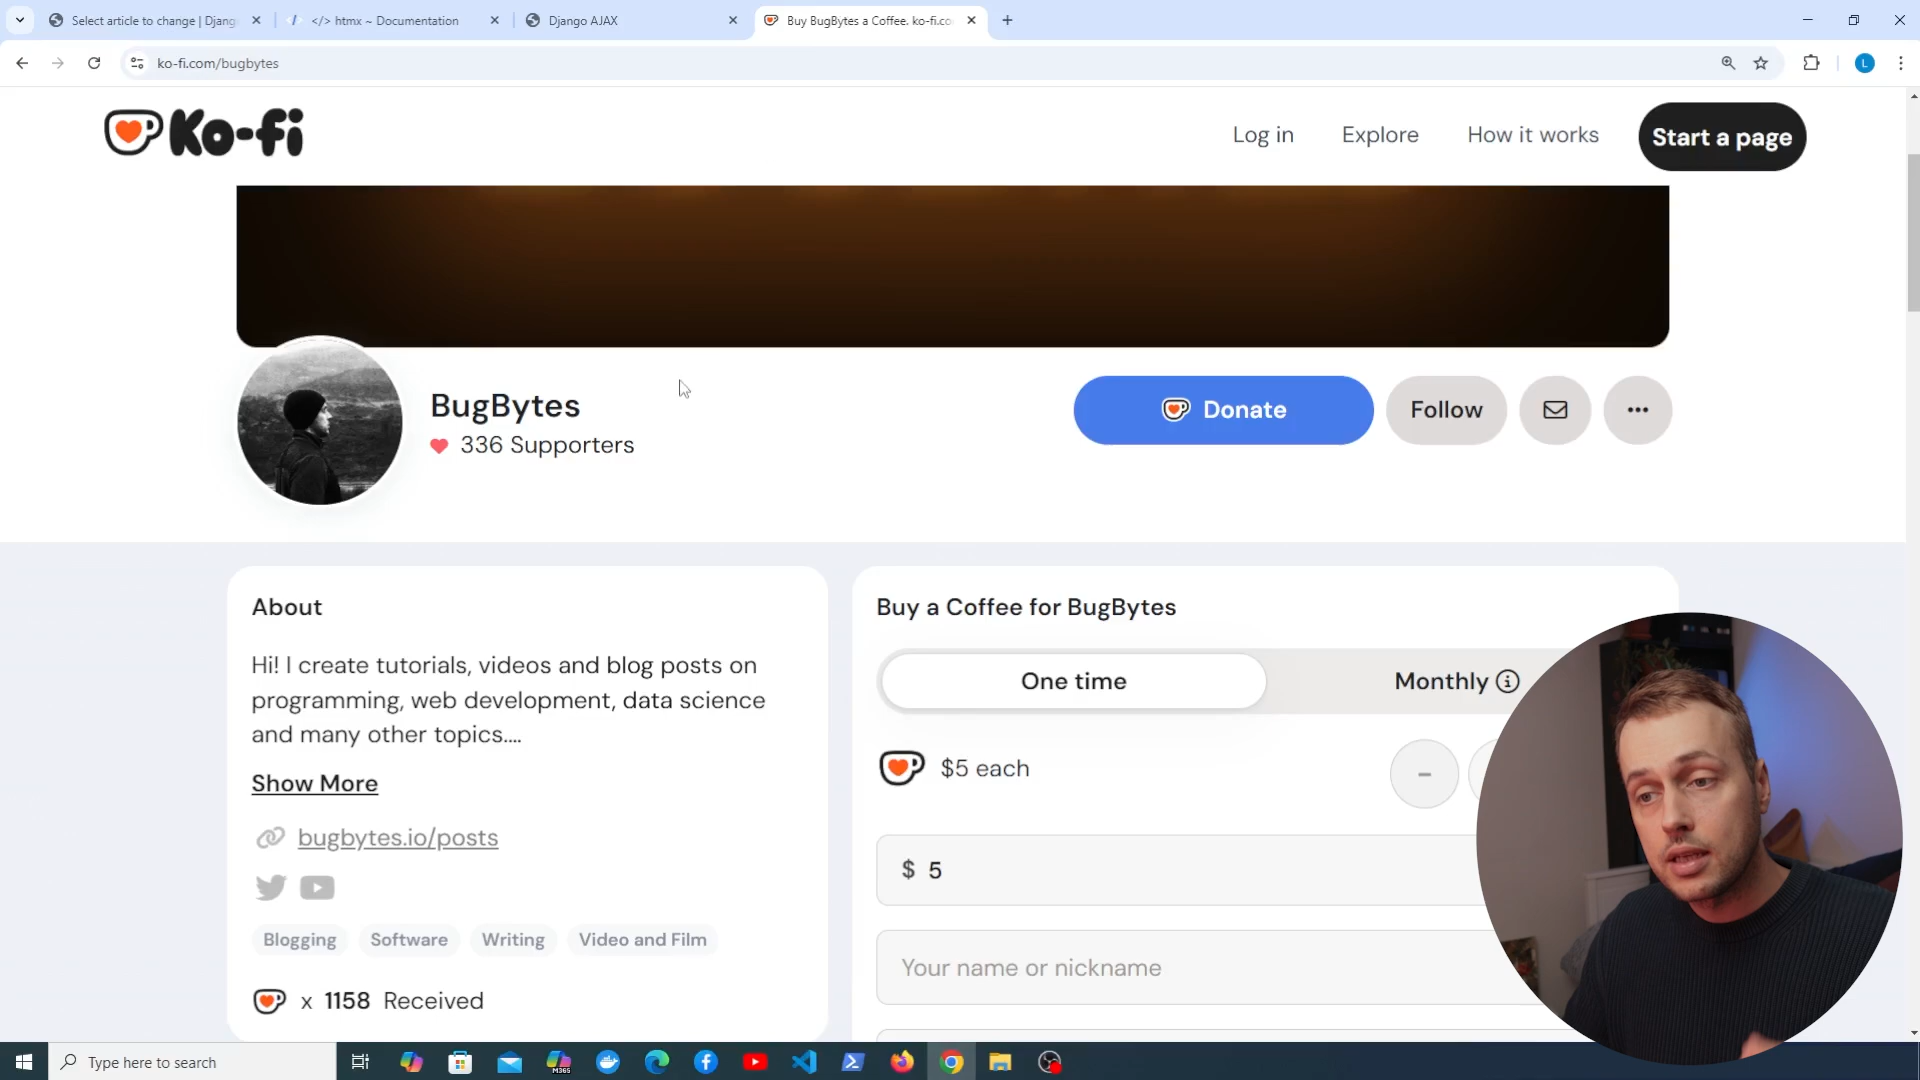 Select article to change | Djang
</> htmx ~ Documentation
Django AJAX
Buy BugBytes a Coffee. ko-fi.co
ko-fi.com/bugbytes
L
Ko-fi
Log in
Explore
How it works
Start a page
BugBytes
336 Supporters
Donate
Follow
About
Hi! I create tutorials, videos and blog posts on
programming, web development, data science
and many other topics....
Show More
bugbytes.io/posts
Blogging
Software
Writing
Video and Film
x 1158 Received
Buy a Coffee for BugBytes
One time
Monthly
$5 each
$ 5
Your name or nickname
Type here to search
M365